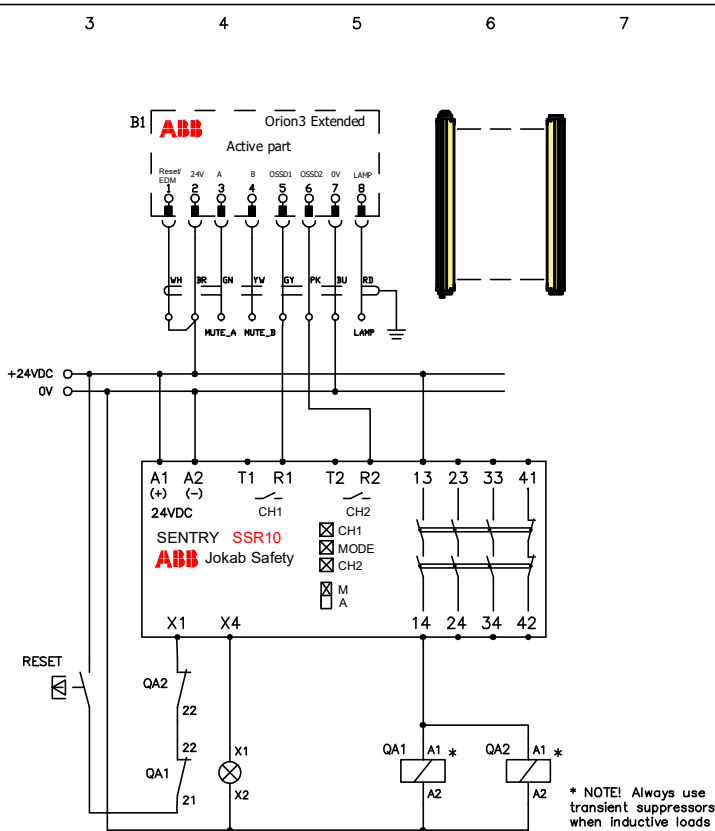 3 4 5 6 7
B1 ABB Orion3 Extended
Active part
Reset/ EDM 24V A B OSSD1 OSSD2 0V LAMP
1 2 3 4 5 6 7 8
WH BR GN YW GY PK BU RD
MUTE_A MUTE_B LAMP
+24VDC
0V
A1 A2 T1 R1 T2 R2 13 23 33 41
(+) (-)
24VDC CH1 CH2
SENTRY SSR10
ABB Jokab Safety
CH1
MODE
CH2
M
A
X1 X4 14 24 34 42
RESET
QA2
22
22
QA1
21
X1
X2
QA1 A1 *
A2
QA2 A1 *
A2
* NOTE! Always use
transient suppressors
when inductive loads